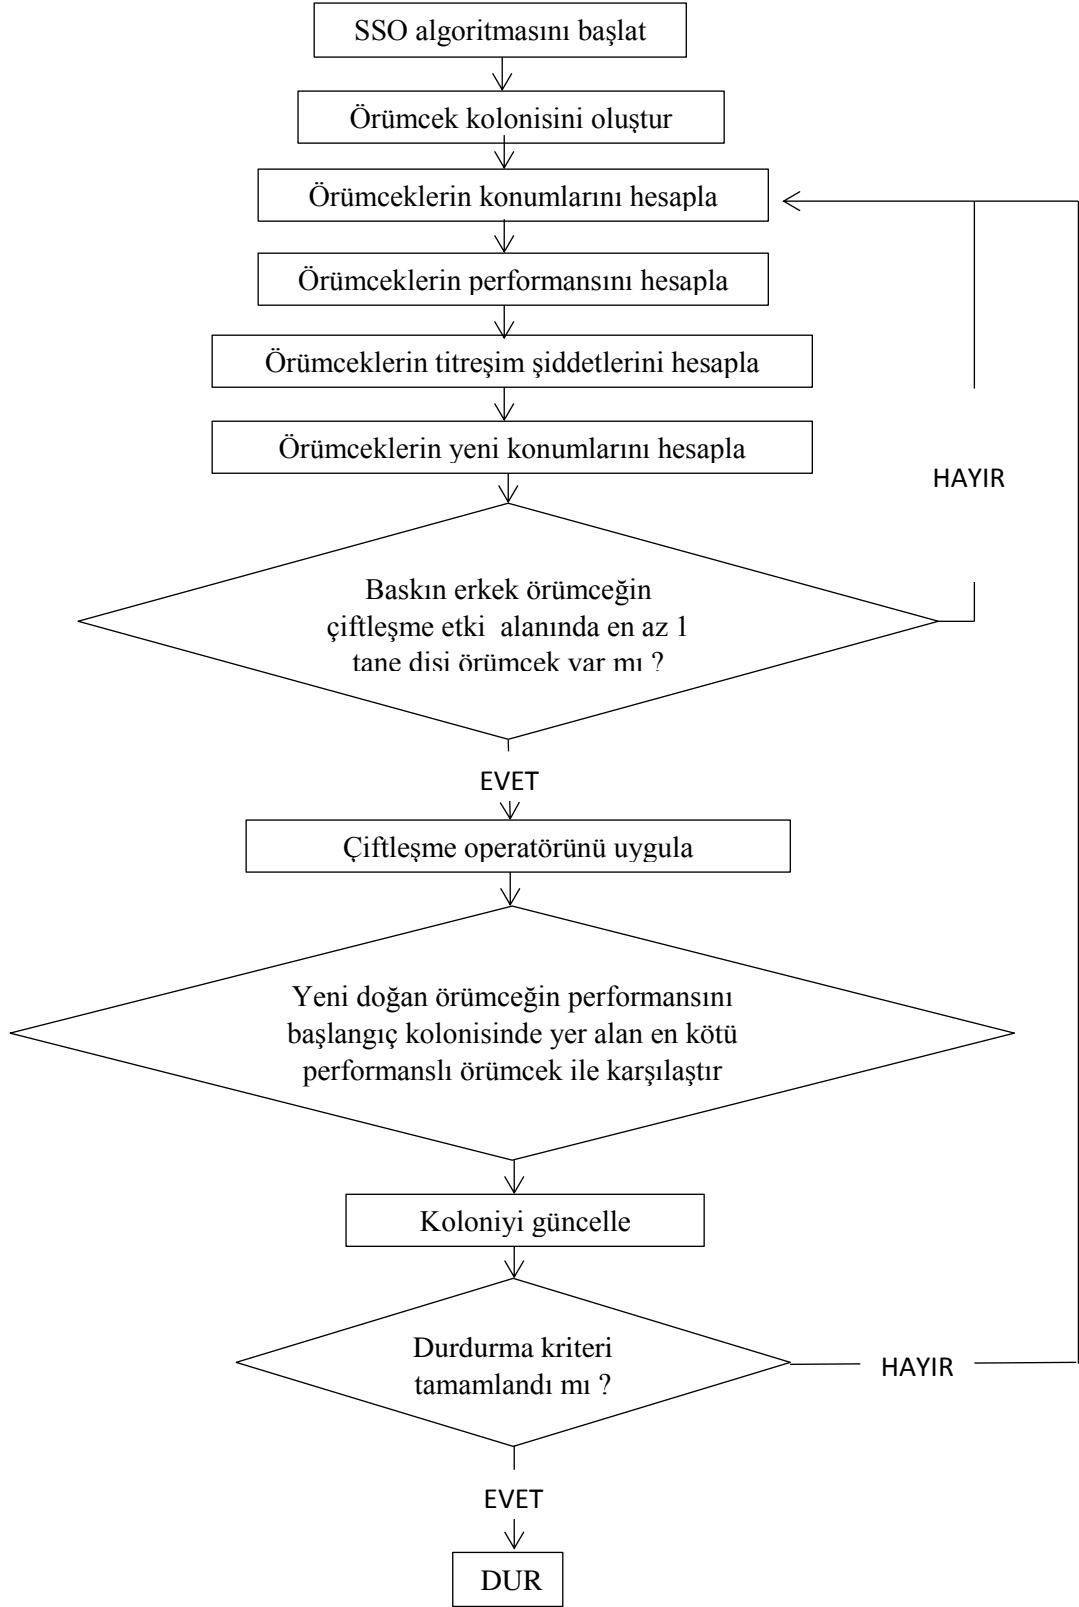 SSO algoritmasını başlat
Örümcek kolonisini oluştur
Örümceklerin konumlarını hesapla
Örümceklerin performansını hesapla
Örümceklerin titreşim şiddetlerini hesapla
Örümceklerin yeni konumlarını hesapla
HAYIR
Baskın erkek örümceğin
çiftleşme etki alanında en az 1
tane dişi örümcek var mı ?
EVET
Çiftleşme operatörünü uygula
Yeni doğan örümceğin performansını
başlangıç kolonisinde yer alan en kötü
performanslı örümcek ile karşılaştır
Koloniyi güncelle
Durdurma kriteri
tamamlandı mı ?
HAYIR
EVET
DUR